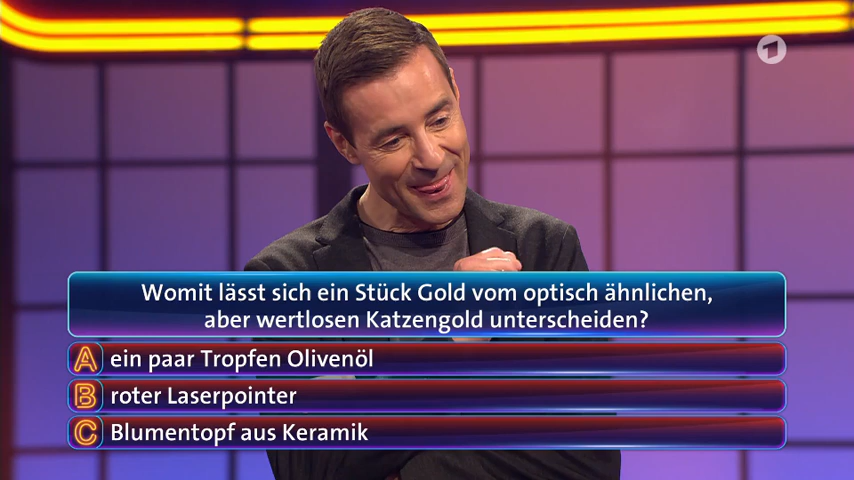 1
Womit lässt sich ein Stück Gold vom optisch ähnlichen,
aber wertlosen Katzengold unterscheiden?
A ein paar Tropfen Olivenöl
B roter Laserpointer
C Blumentopf aus Keramik